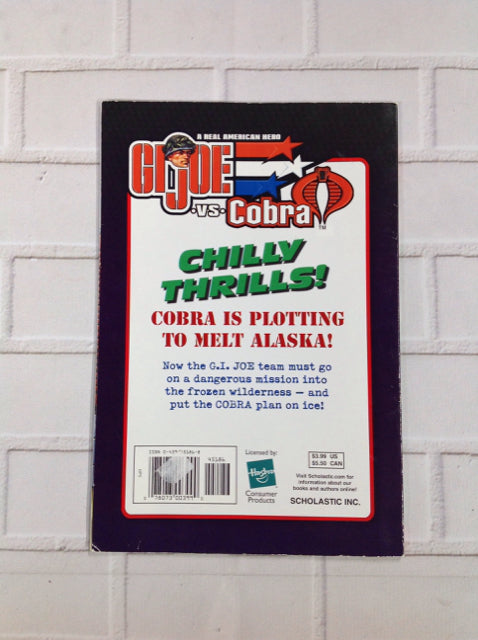 A REAL AMERICAN HERO
GI JOE
·VS· Cobra
TM
CHILLY
THRILLS!
COBRA IS PLOTTING
TO MELT ALASKA!
Now the G.I. JOE team must go
on a dangerous mission into
the frozen wilderness — and
put the COBRA plan on ice!
43186
Licensed by:
Hasbro
Consumer
Products
$3.99 US
$5.50 CAN
Visit Scholastic.com for
information about our
books and authors online!
SCHOLASTIC INC.